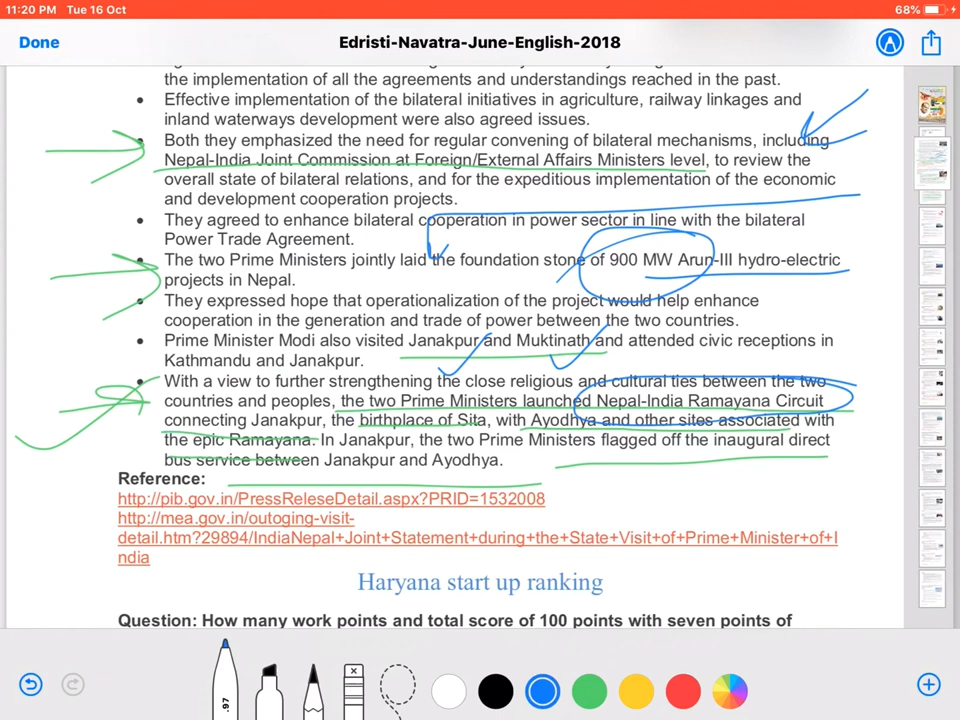 11:20 PM Tue 16 Oct 68%
Done Edristi-Navatra-June-English-2018
the implementation of all the agreements and understandings reached in the past.
• Effective implementation of the bilateral initiatives in agriculture, railway linkages and
inland waterways development were also agreed issues.
• Both they emphasized the need for regular convening of bilateral mechanisms, including
Nepal-India Joint Commission at Foreign/External Affairs Ministers level, to review the
overall state of bilateral relations, and for the expeditious implementation of the economic
and development cooperation projects.
• They agreed to enhance bilateral cooperation in power sector in line with the bilateral
Power Trade Agreement.
• The two Prime Ministers jointly laid the foundation stone of 900 MW Arun-III hydro-electric
projects in Nepal.
• They expressed hope that operationalization of the project would help enhance
cooperation in the generation and trade of power between the two countries.
• Prime Minister Modi also visited Janakpur and Muktinath and attended civic receptions in
Kathmandu and Janakpur.
• With a view to further strengthening the close religious and cultural ties between the two
countries and peoples, the two Prime Ministers launched Nepal-India Ramayana Circuit
connecting Janakpur, the birthplace of Sita, with Ayodhya and other sites associated with
the epic Ramayana. In Janakpur, the two Prime Ministers flagged off the inaugural direct
bus service between Janakpur and Ayodhya.
Reference:
http://pib.gov.in/PressReleseDetail.aspx?PRID=1532008
http://mea.gov.in/outoging-visit-
detail.htm?29894/IndiaNepal+Joint+Statement+during+the+State+Visit+of+Prime+Minister+of+I
ndia
Haryana start up ranking
Question: How many work points and total score of 100 points with seven points of
.97